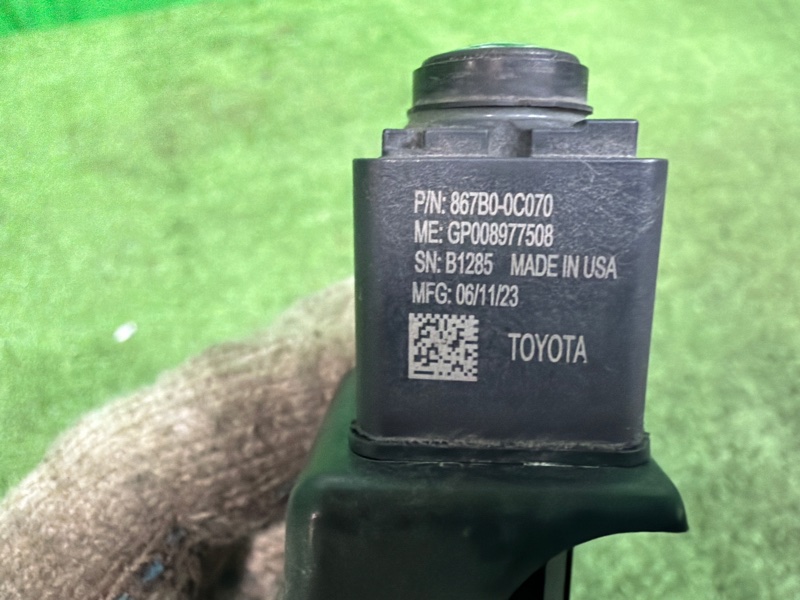 P/N: 867B0-0C070
ME: GP008977508
SN: B1285 MADE IN USA
MFG: 06/11/23
TOYOTA